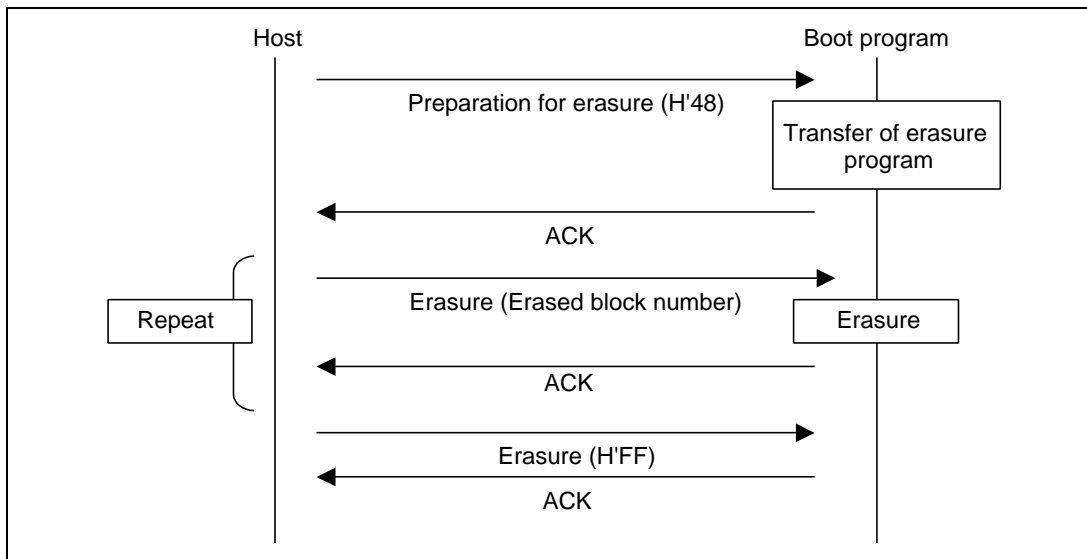 Host
Boot program
Preparation for erasure (H'48)
Transfer of erasure
program
ACK
Erasure (Erased block number)
Repeat
Erasure
ACK
Erasure (H'FF)
ACK